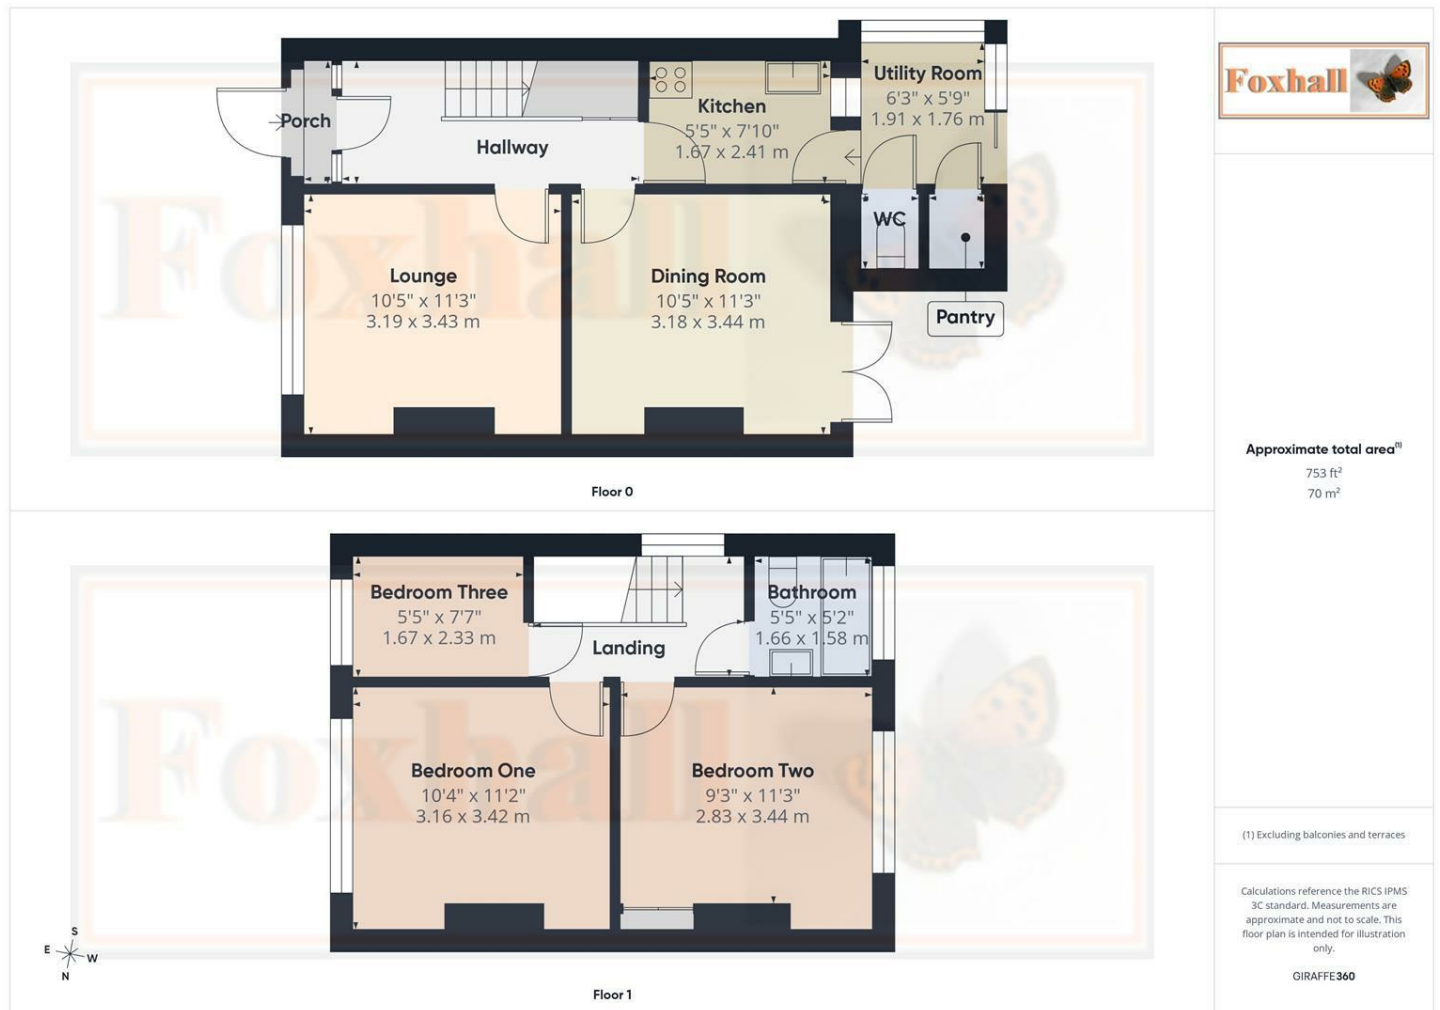 Foxhall
Porch
Hallway
Kitchen
5'5" x 7'10"
1.67 x 2.41 m
Utility Room
6'3" x 5'9"
1.91 x 1.76 m
WC
Pantry
Lounge
10'5" x 11'3"
3.19 x 3.43 m
Dining Room
10'5" x 11'3"
3.18 x 3.44 m
Foxhall
Floor 0
Bedroom Three
5'5" x 7'7"
1.67 x 2.33 m
Landing
Bathroom
5'5" x 5'2"
1.66 x 1.58 m
Bedroom One
10'4" x 11'2"
3.16 x 3.42 m
Bedroom Two
9'3" x 11'3"
2.83 x 3.44 m
Foxhall
S
E
W
N
Floor 1
Approximate total area(1)
753 ft²
70 m²
(1) Excluding balconies and terraces
Calculations reference the RICS IPMS
3C standard. Measurements are
approximate and not to scale. This
floor plan is intended for illustration
only.
GIRAFFE360